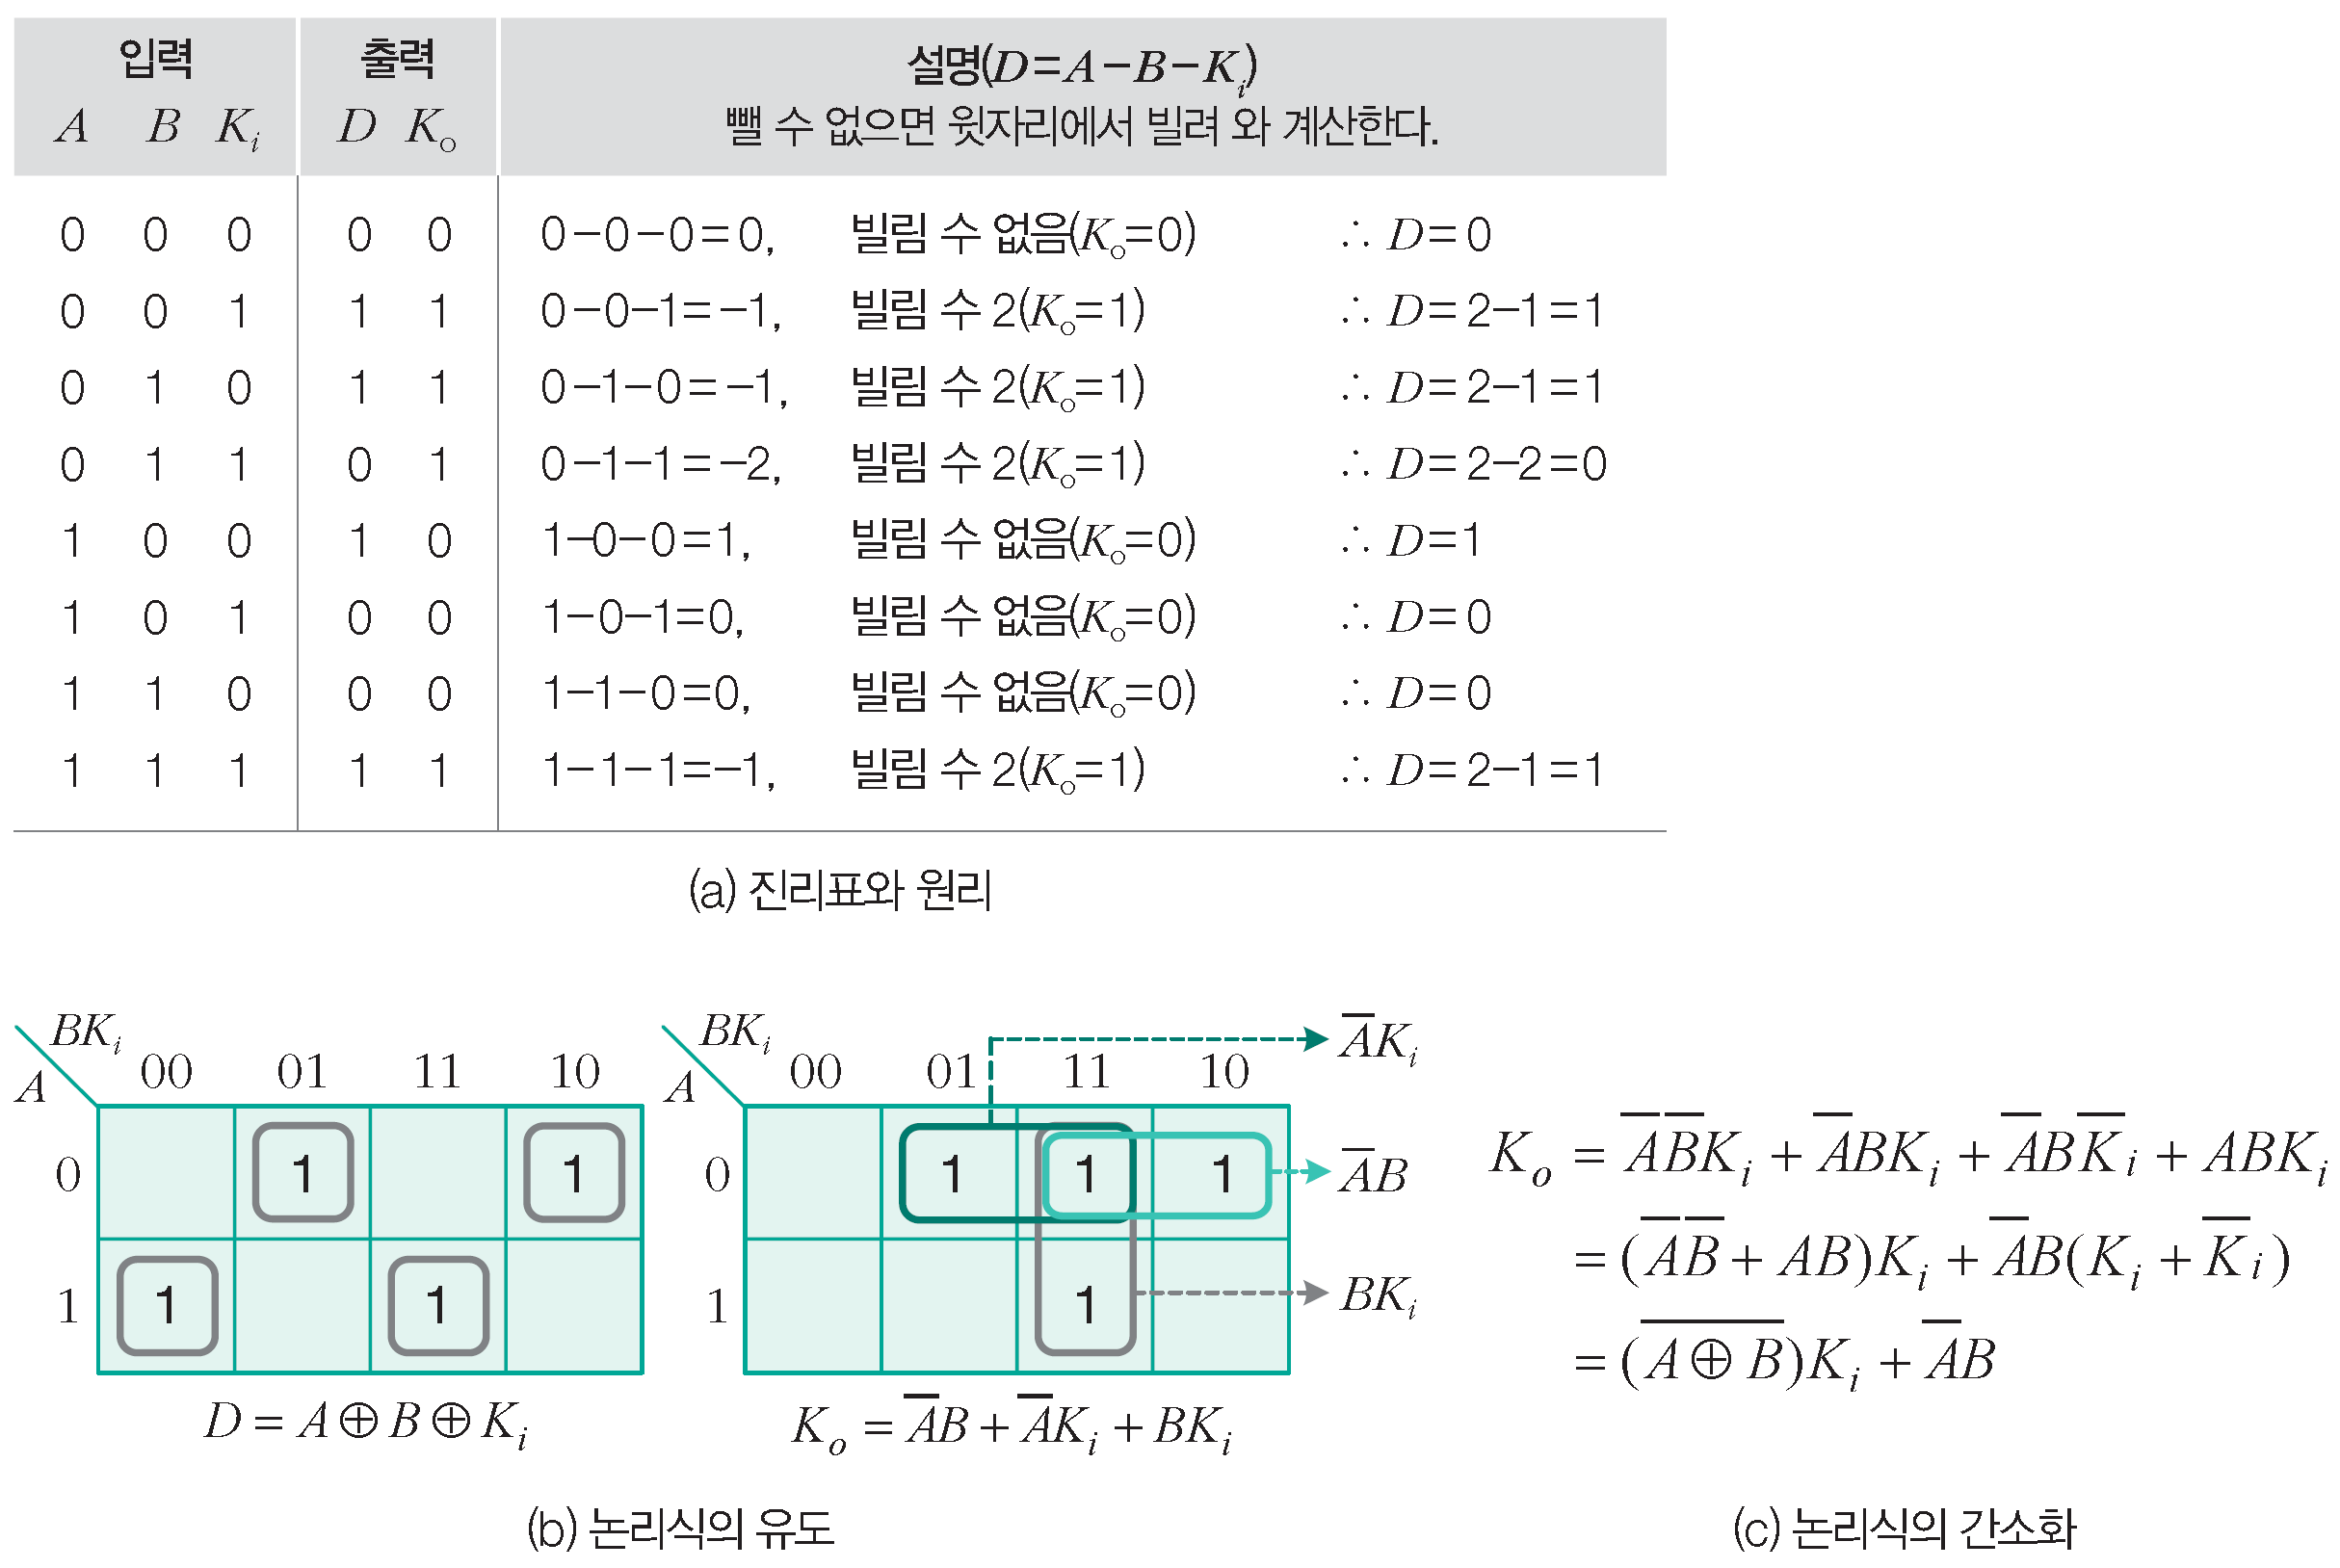 입력 출력 설명(D=A−B−Kᵢ)
A B Kᵢ D Kₒ 뺄 수 없으면 윗자리에서 빌려 와 계산한다.
0 0 0 0 0 0−0−0=0, 빌림 수 없음(Kₒ=0) ∴ D=0
0 0 1 1 1 0−0−1=−1, 빌림 수 2(Kₒ=1) ∴ D=2−1=1
0 1 0 1 1 0−1−0=−1, 빌림 수 2(Kₒ=1) ∴ D=2−1=1
0 1 1 0 1 0−1−1=−2, 빌림 수 2(Kₒ=1) ∴ D=2−2=0
1 0 0 1 0 1−0−0=1, 빌림 수 없음(Kₒ=0) ∴ D=1
1 0 1 0 0 1−0−1=0, 빌림 수 없음(Kₒ=0) ∴ D=0
1 1 0 0 0 1−1−0=0, 빌림 수 없음(Kₒ=0) ∴ D=0
1 1 1 1 1 1−1−1=−1, 빌림 수 2(Kₒ=1) ∴ D=2−1=1
(a) 진리표와 원리
BKᵢ
A 00 01 11 10
0 1 1
1 1 1
D = A⊕B⊕Kᵢ
BKᵢ
A 00 01 11 10
0 1 1 1
1 1
A̅Kᵢ
A̅B
BKᵢ
Kₒ = A̅B + A̅Kᵢ + BKᵢ
(b) 논리식의 유도
Kₒ = A̅B̅Kᵢ + A̅BKᵢ + A̅BK̅ᵢ + ABKᵢ
= (A̅B̅ + AB)Kᵢ + A̅B(Kᵢ + K̅ᵢ)
= (A̅ ̅⊕̅ ̅B̅)Kᵢ + A̅B
(c) 논리식의 간소화